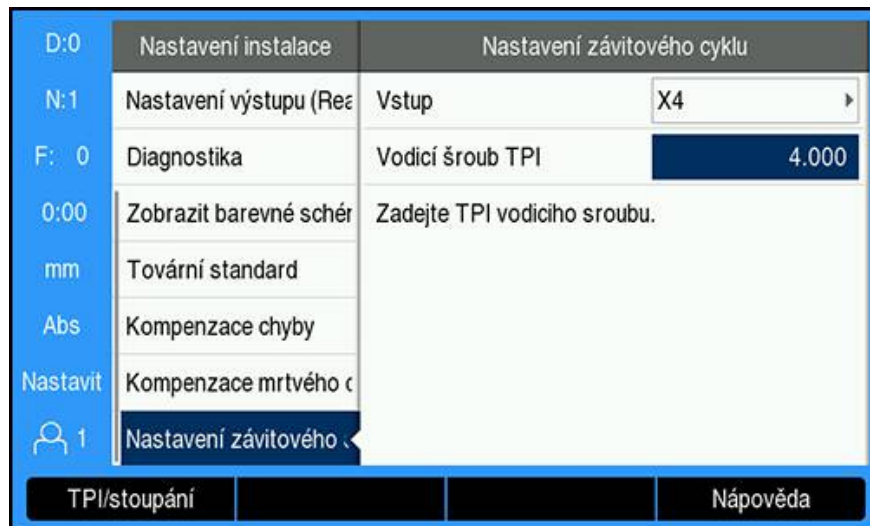 D:0
N:1
F: 0
0:00
mm
Abs
Nastavit
1
Nastavení instalace
Nastavení výstupu (Rea
Diagnostika
Zobrazit barevné schér
Tovární standard
Kompenzace chyby
Kompenzace mrtvého c
Nastavení závitového
Nastavení závitového cyklu
Vstup X4
Vodicí šroub TPI 4.000
Zadejte TPI vodiciho sroubu.
TPI/stoupání
Nápověda